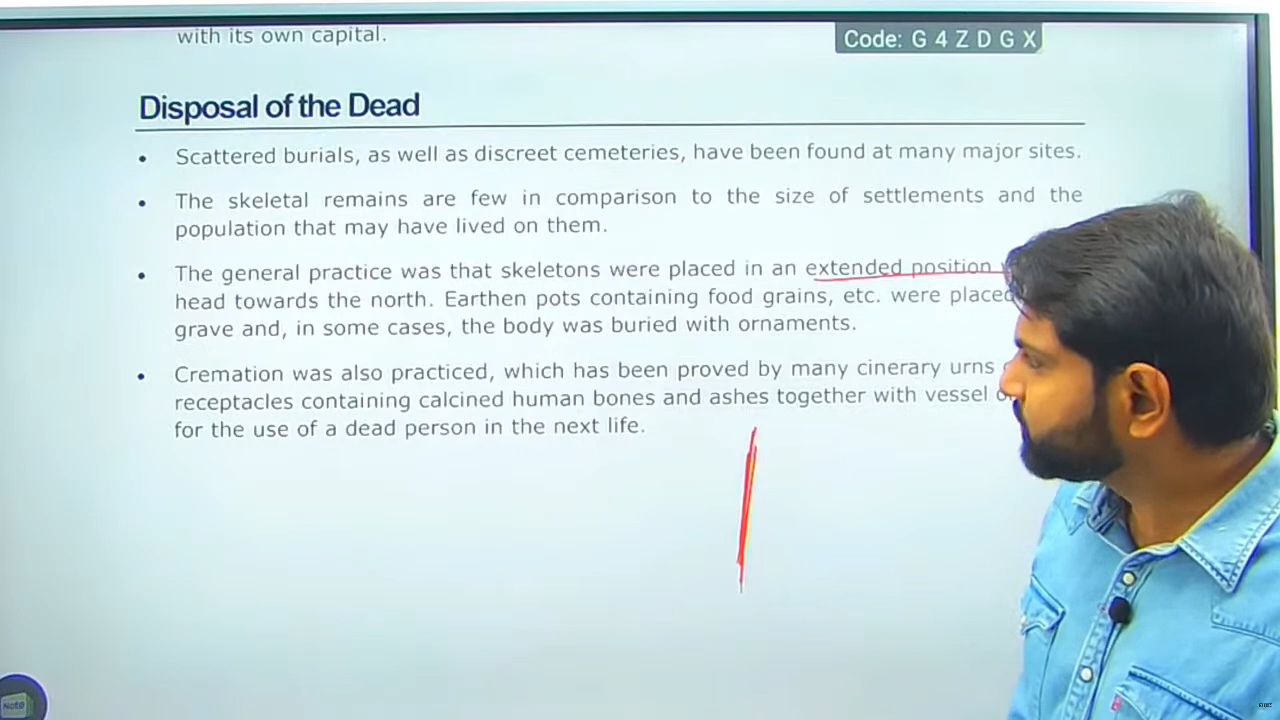 with its own capital.
Code: G 4 Z D G X
Disposal of the Dead
• Scattered burials, as well as discreet cemeteries, have been found at many major sites.
• The skeletal remains are few in comparison to the size of settlements and the
population that may have lived on them.
• The general practice was that skeletons were placed in an extended position
head towards the north. Earthen pots containing food grains, etc. were placed
grave and, in some cases, the body was buried with ornaments.
• Cremation was also practiced, which has been proved by many cinerary urns
receptacles containing calcined human bones and ashes together with vessel
for the use of a dead person in the next life.
Note